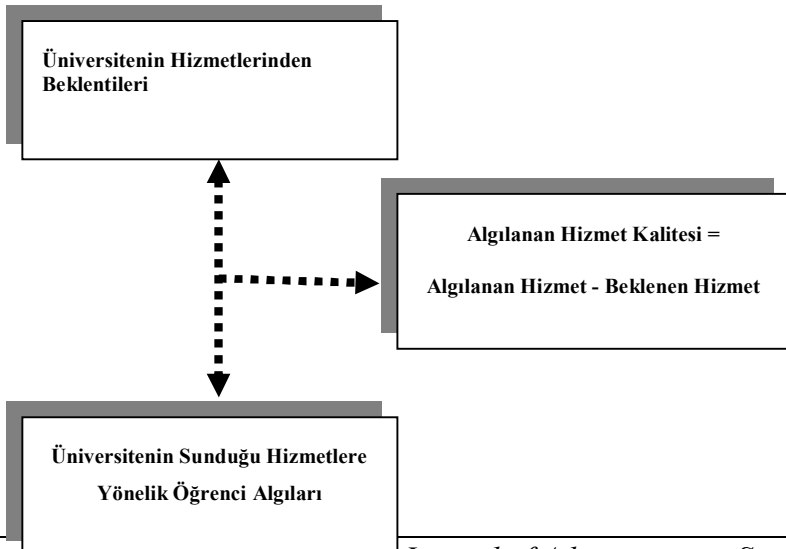 Üniversitenin Hizmetlerinden
Beklentileri
Algılanan Hizmet Kalitesi =
Algılanan Hizmet - Beklenen Hizmet
Üniversitenin Sunduğu Hizmetlere
Yönelik Öğrenci Algıları